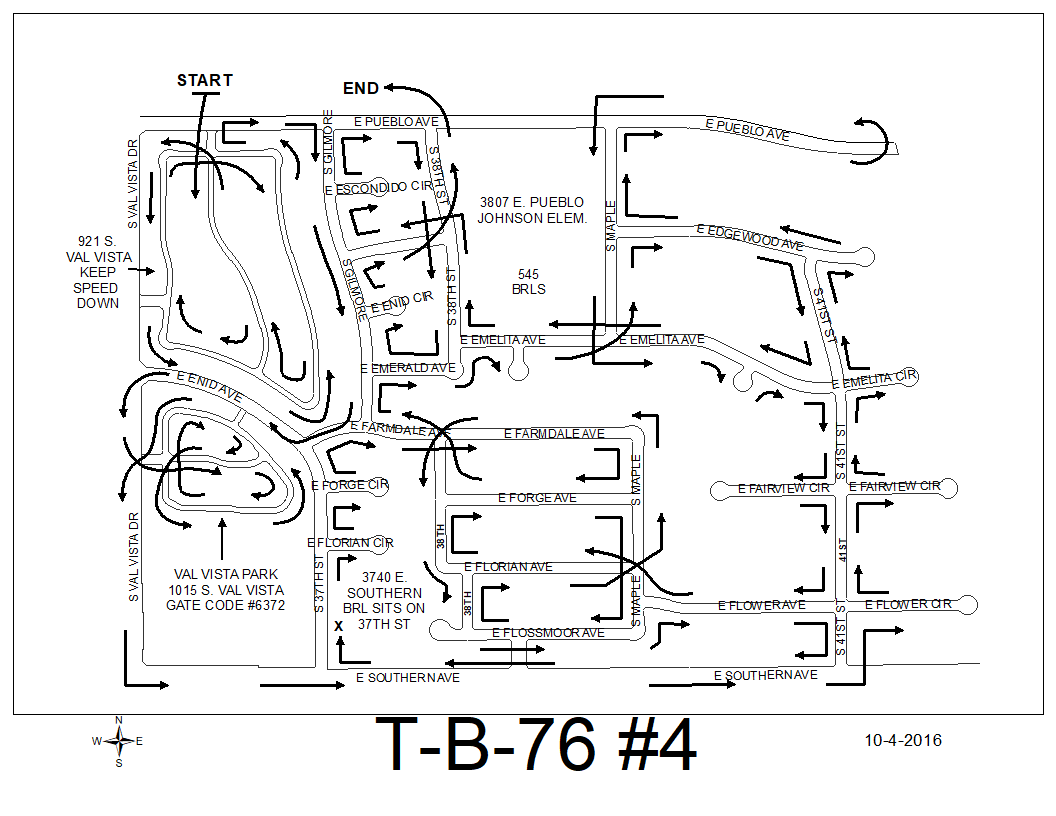 START
END
E PUEBLO AVE
E PUEBLO AVE
S GILMORE
S VAL VISTA DR
S 38TH ST
E ESCONDIDO CIR
3807 E. PUEBLO
JOHNSON ELEM.
S MAPLE
E EDGEWOOD AVE
921 S.
VAL VISTA
KEEP
SPEED
DOWN
S GILMORE
E ENID CIR
S 38TH ST
545
BRLS
S 41ST ST
E EMELITA AVE
E EMELITA AVE
E EMERALD AVE
E ENID AVE
E EMELITA CIR
E FARMDALE AVE
E FARMDALE AVE
S 41ST ST
S MAPLE
E FORGE CIR
E FORGE AVE
E FAIRVIEW CIR
E FAIRVIEW CIR
S VAL VISTA DR
38TH
E FLORIAN CIR
41ST
E FLORIAN AVE
VAL VISTA PARK
1015 S. VAL VISTA
GATE CODE #6372
S 37TH ST
3740 E.
SOUTHERN
BRL SITS ON
37TH ST
X
38TH
S MAPLE
E FLOWER AVE
E FLOWER CIR
S 41ST ST
E FLOSSMOOR AVE
E SOUTHERN AVE
E SOUTHERN AVE
N
W
E
S
T-B-76 #4
10-4-2016